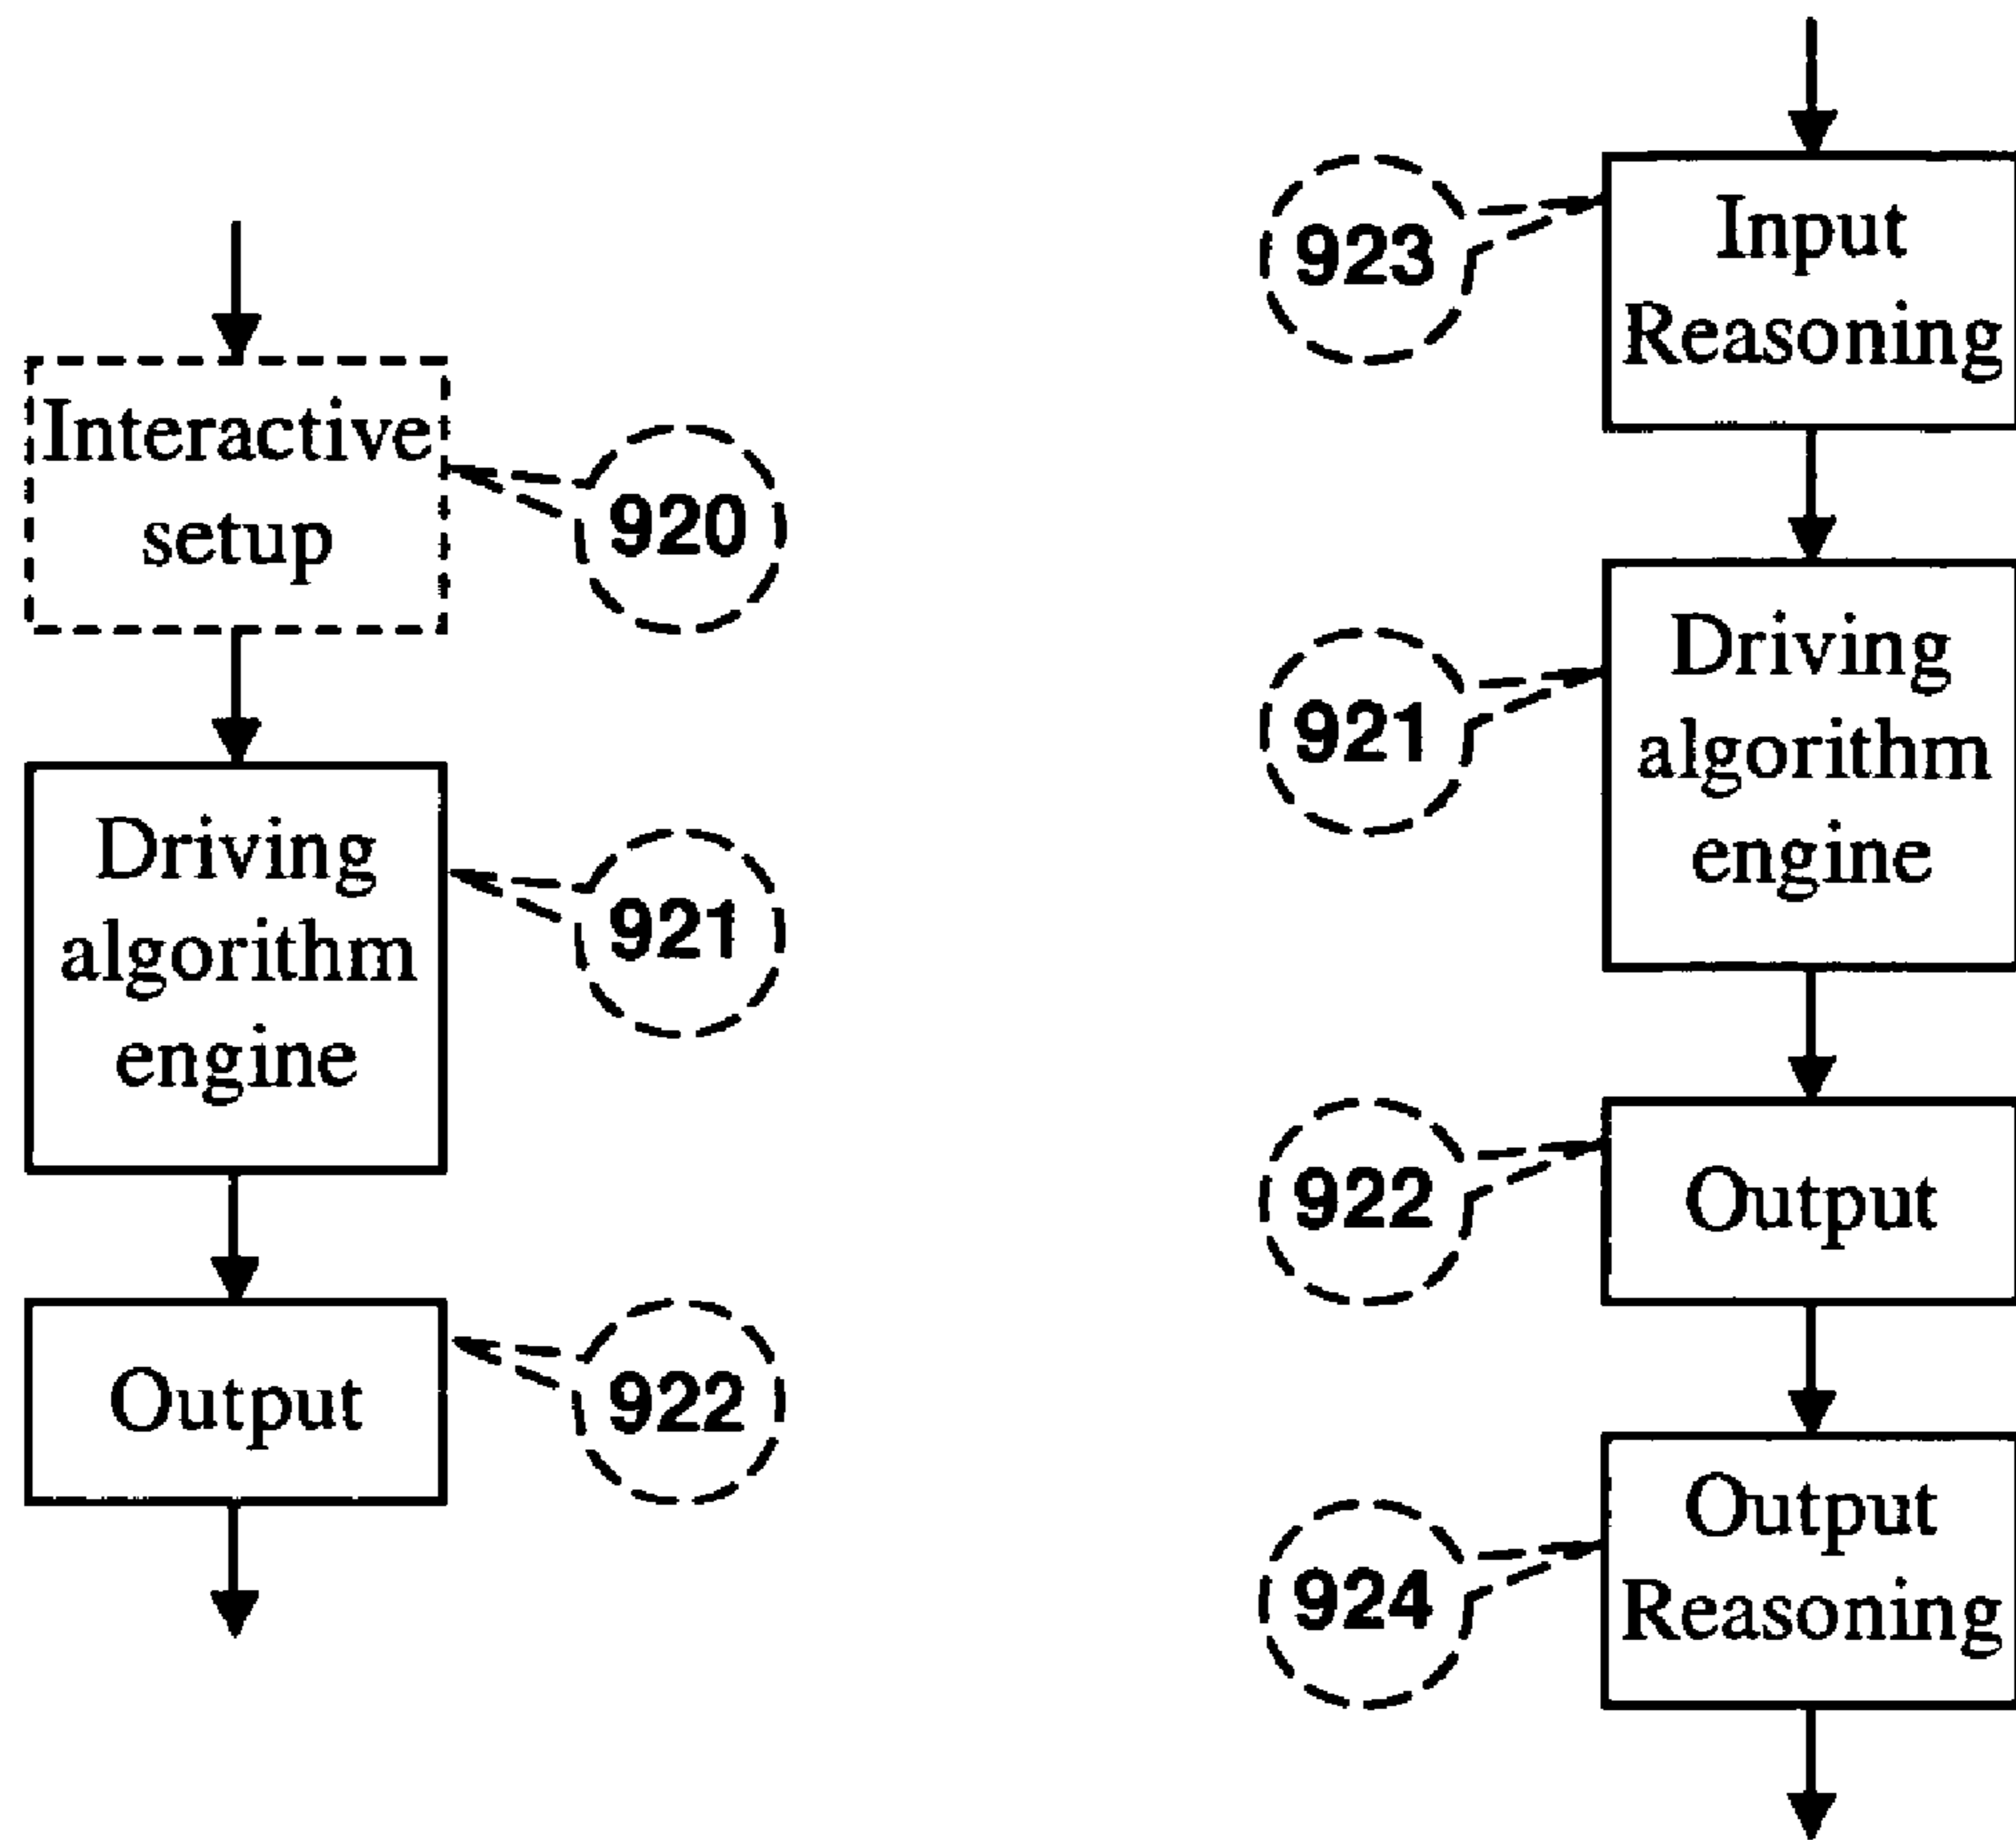 Interactive
setup
920
Driving
algorithm
engine
921
Output
922
Input
Reasoning
923
Driving
algorithm
engine
921
Output
922
Output
Reasoning
924